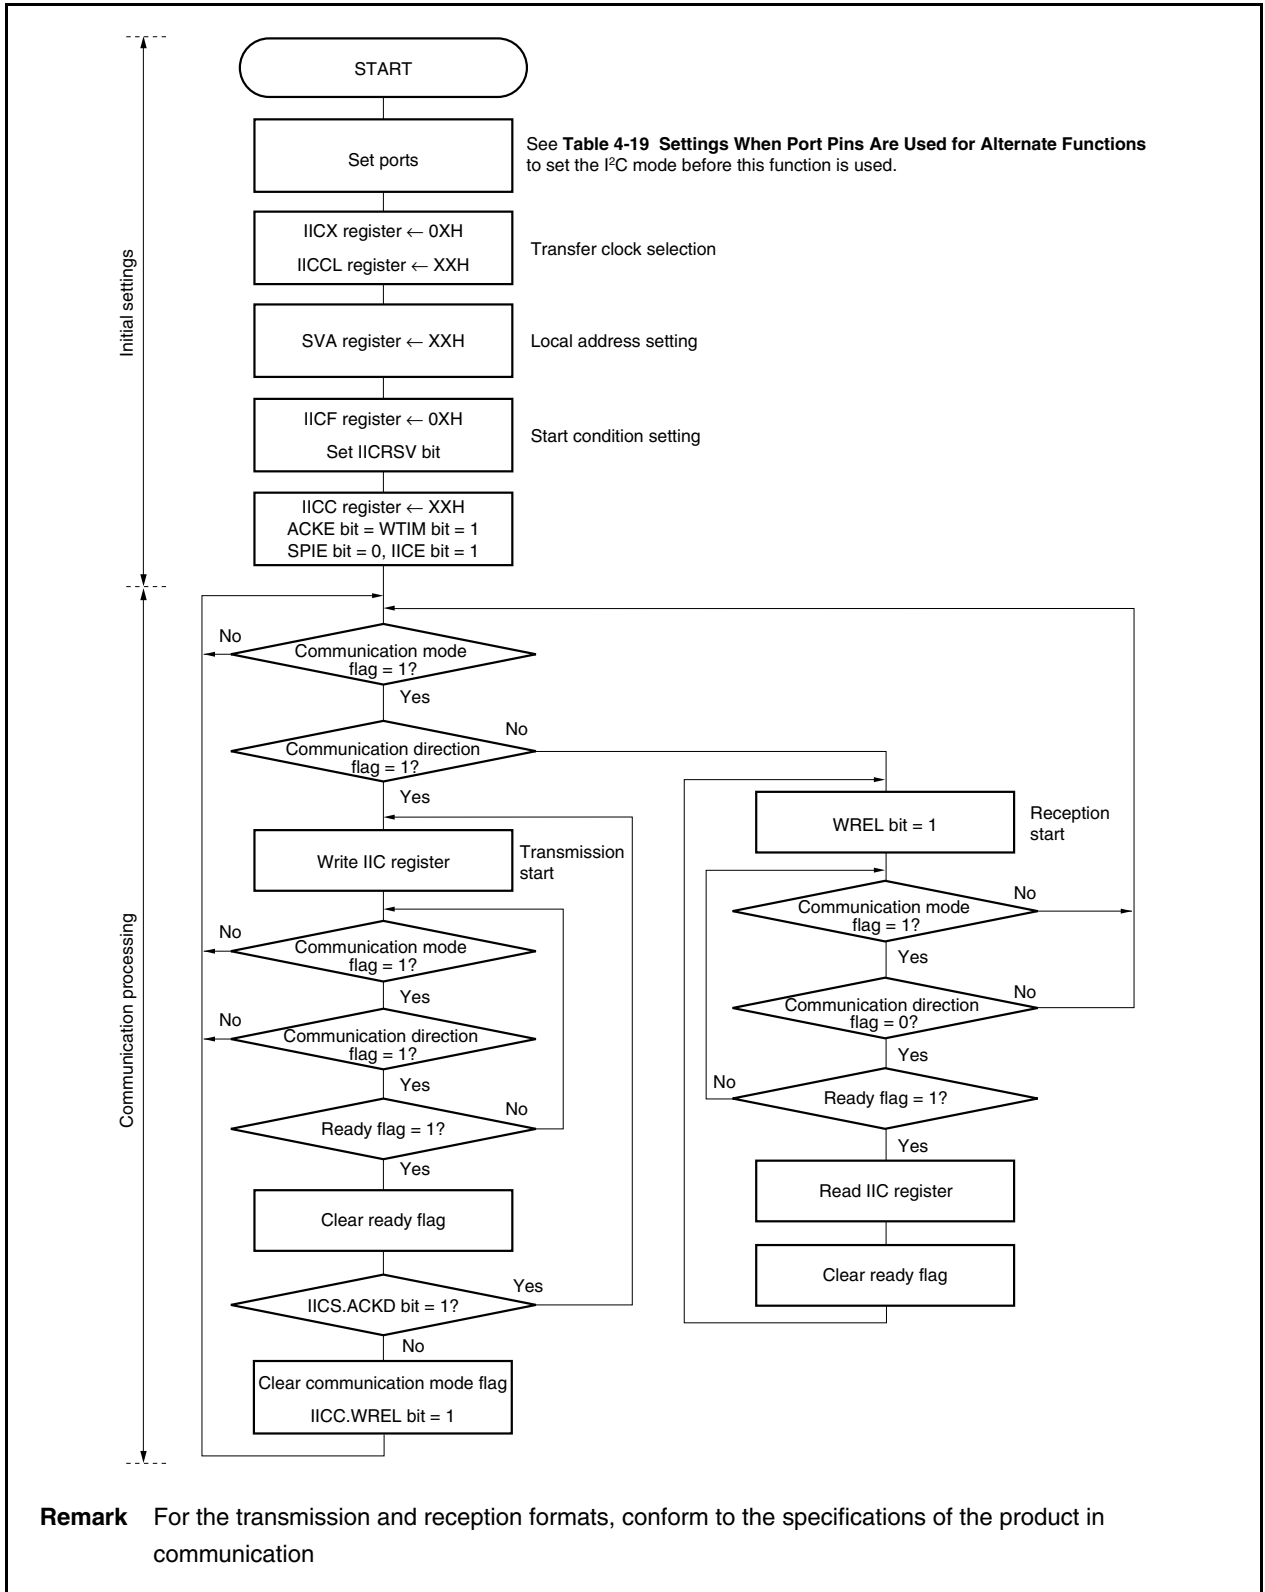 START
Set ports
See Table 4-19 Settings When Port Pins Are Used for Alternate Functions
to set the I²C mode before this function is used.
IICX register ← 0XH
IICCL register ← XXH
Transfer clock selection
Initial settings
SVA register ← XXH
Local address setting
IICF register ← 0XH
Set IICRSV bit
Start condition setting
IICC register ← XXH
ACKE bit = WTIM bit = 1
SPIE bit = 0, IICE bit = 1
No
Communication mode
flag = 1?
Yes
No
Communication direction
flag = 1?
Yes
Write IIC register
Transmission
start
No
Communication mode
flag = 1?
Yes
No
Communication direction
flag = 1?
Yes
No
Ready flag = 1?
Yes
Clear ready flag
Yes
IICS.ACKD bit = 1?
No
Clear communication mode flag
IICC.WREL bit = 1
Communication processing
WREL bit = 1
Reception
start
No
Communication mode
flag = 1?
Yes
No
Communication direction
flag = 0?
Yes
No
Ready flag = 1?
Yes
Read IIC register
Clear ready flag
Remark For the transmission and reception formats, conform to the specifications of the product in
communication